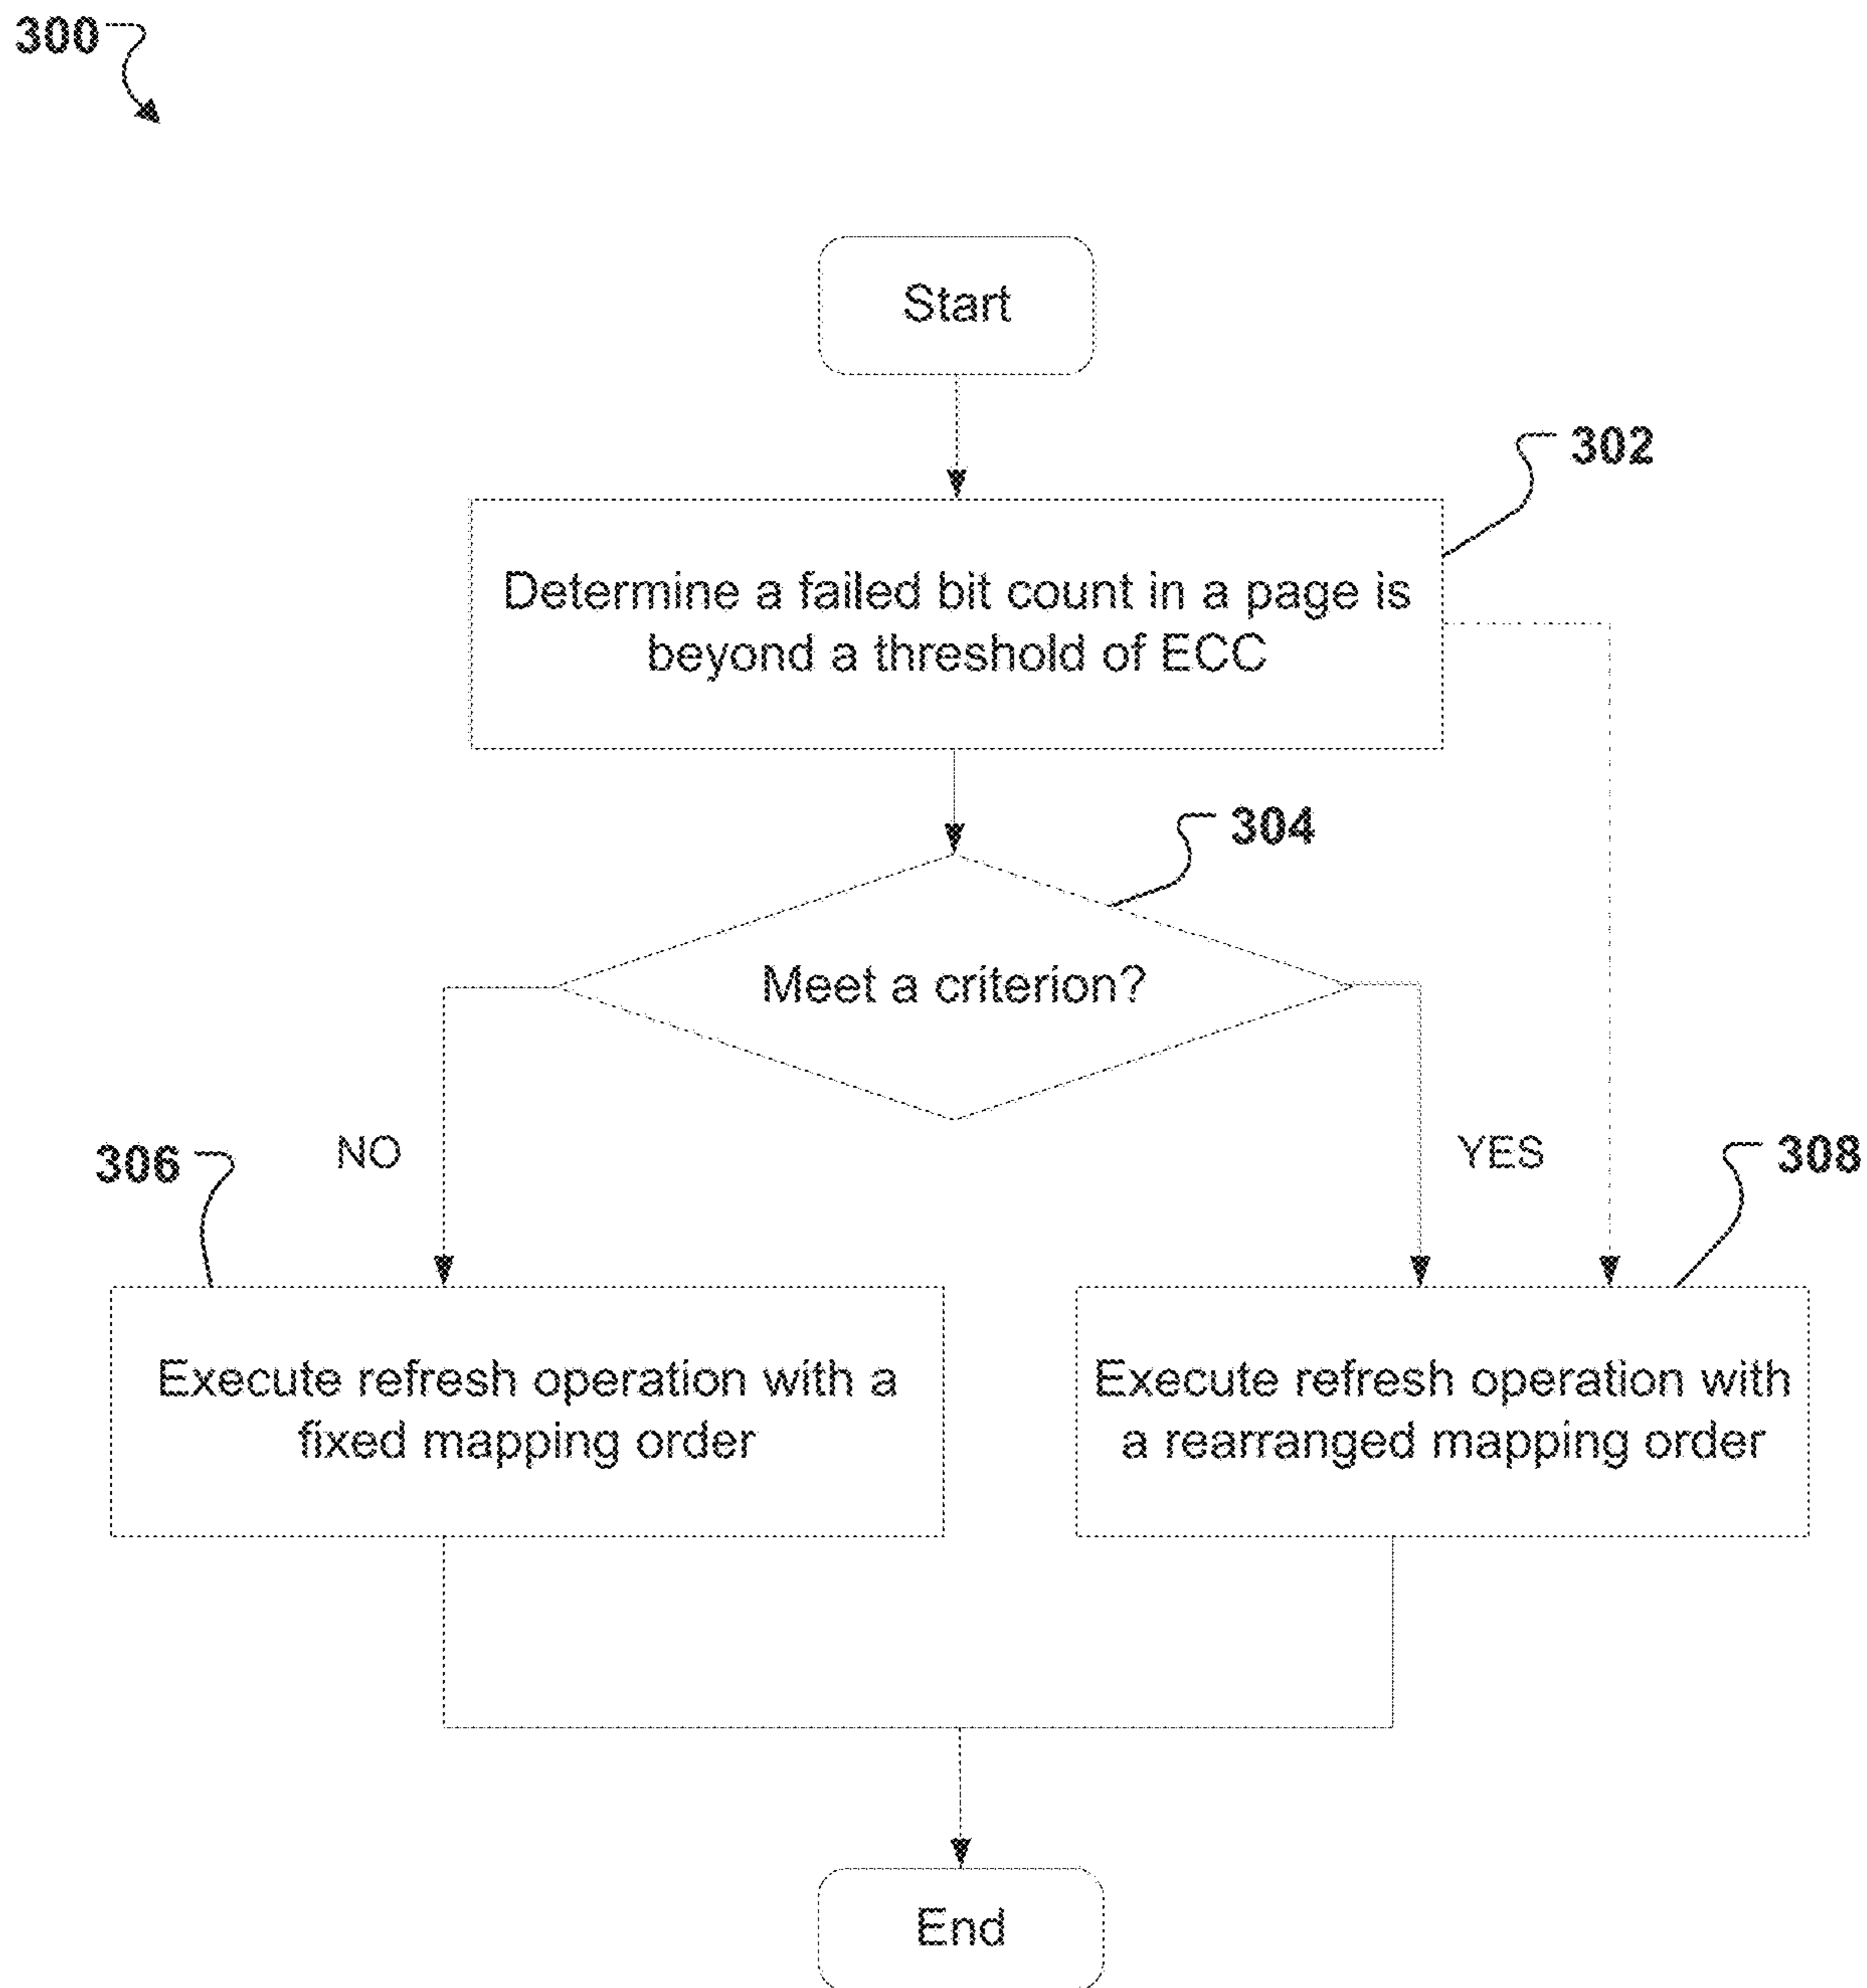 300
Start
302
Determine a failed bit count in a page is
beyond a threshold of ECC
304
Meet a criterion?
NO
YES
306
308
Execute refresh operation with a
fixed mapping order
Execute refresh operation with
a rearranged mapping order
End